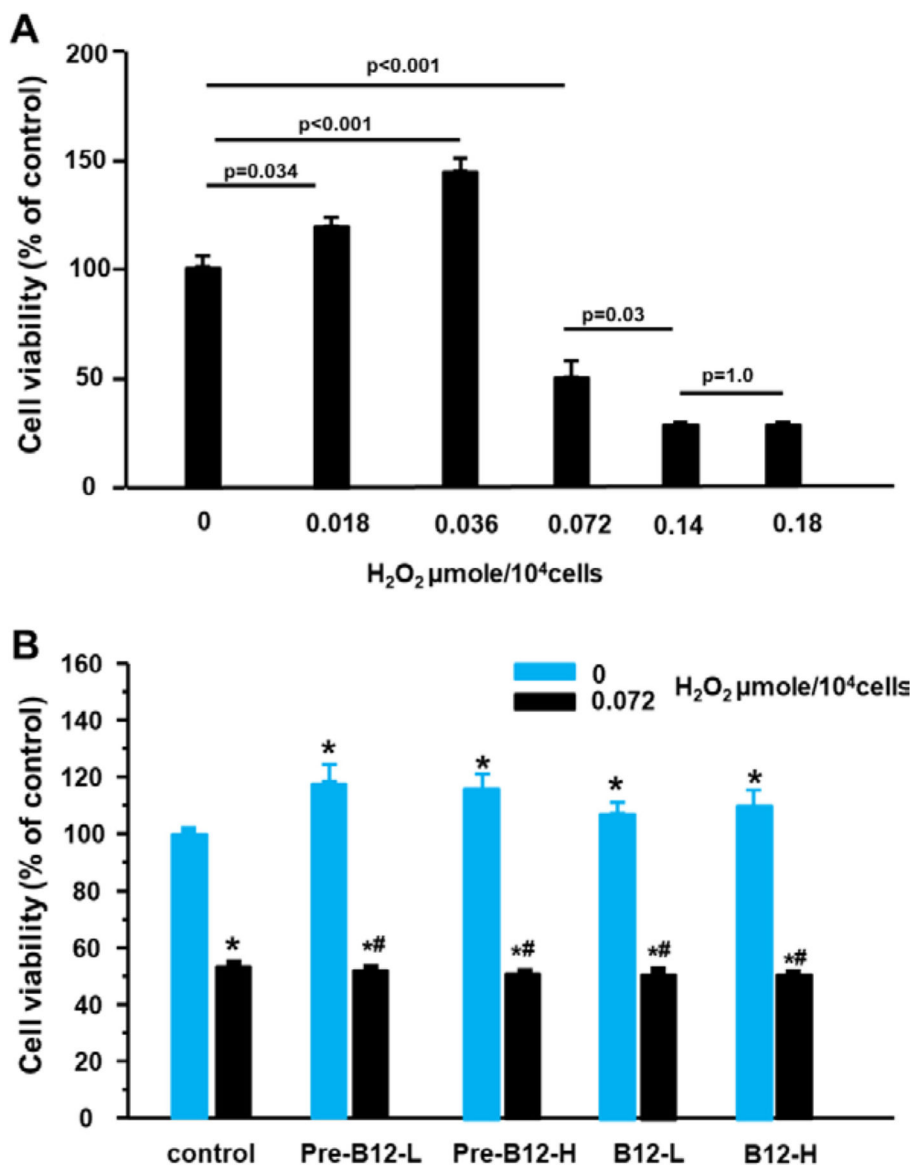 A
Cell viability (% of control)
200
150
100
50
0
p<0.001
p<0.001
p=0.034
p=0.03
p=1.0
0 0.018 0.036 0.072 0.14 0.18
H₂O₂ µmole/10⁴cells
B
Cell viability (% of control)
160
140
120
100
80
60
40
20
0
0
0.072
H₂O₂ µmole/10⁴cells
* * * *
* *# *# *# *#
control Pre-B12-L Pre-B12-H B12-L B12-H